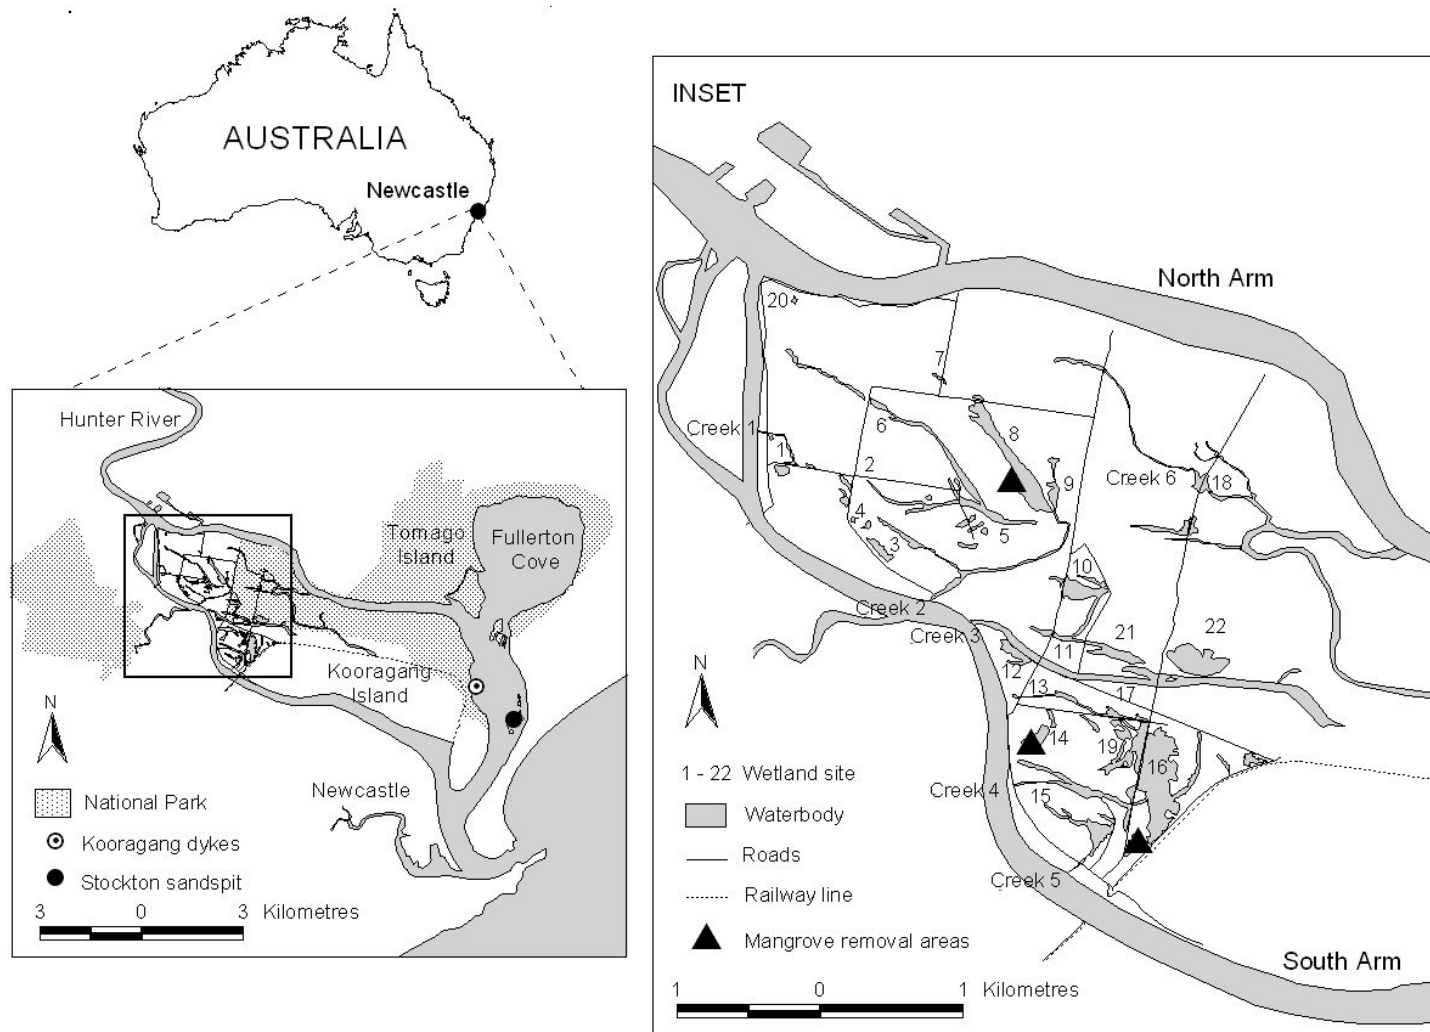 AUSTRALIA
Newcastle
Hunter River
Tomago
Island
Fullerton
Cove
Kooragang
Island
N
Newcastle
National Park
Kooragang dykes
Stockton sandspit
3 0 3 Kilometres
INSET
North Arm
20
7
Creek 1
1
6
8
2
9
Creek 6
18
4
3
5
10
Creek 2
Creek 3
11
21
22
12
13
17
N
14
19
16
1 - 22 Wetland site
Creek 4
15
Waterbody
Roads
Creek 5
Railway line
Mangrove removal areas
South Arm
1 0 1 Kilometres